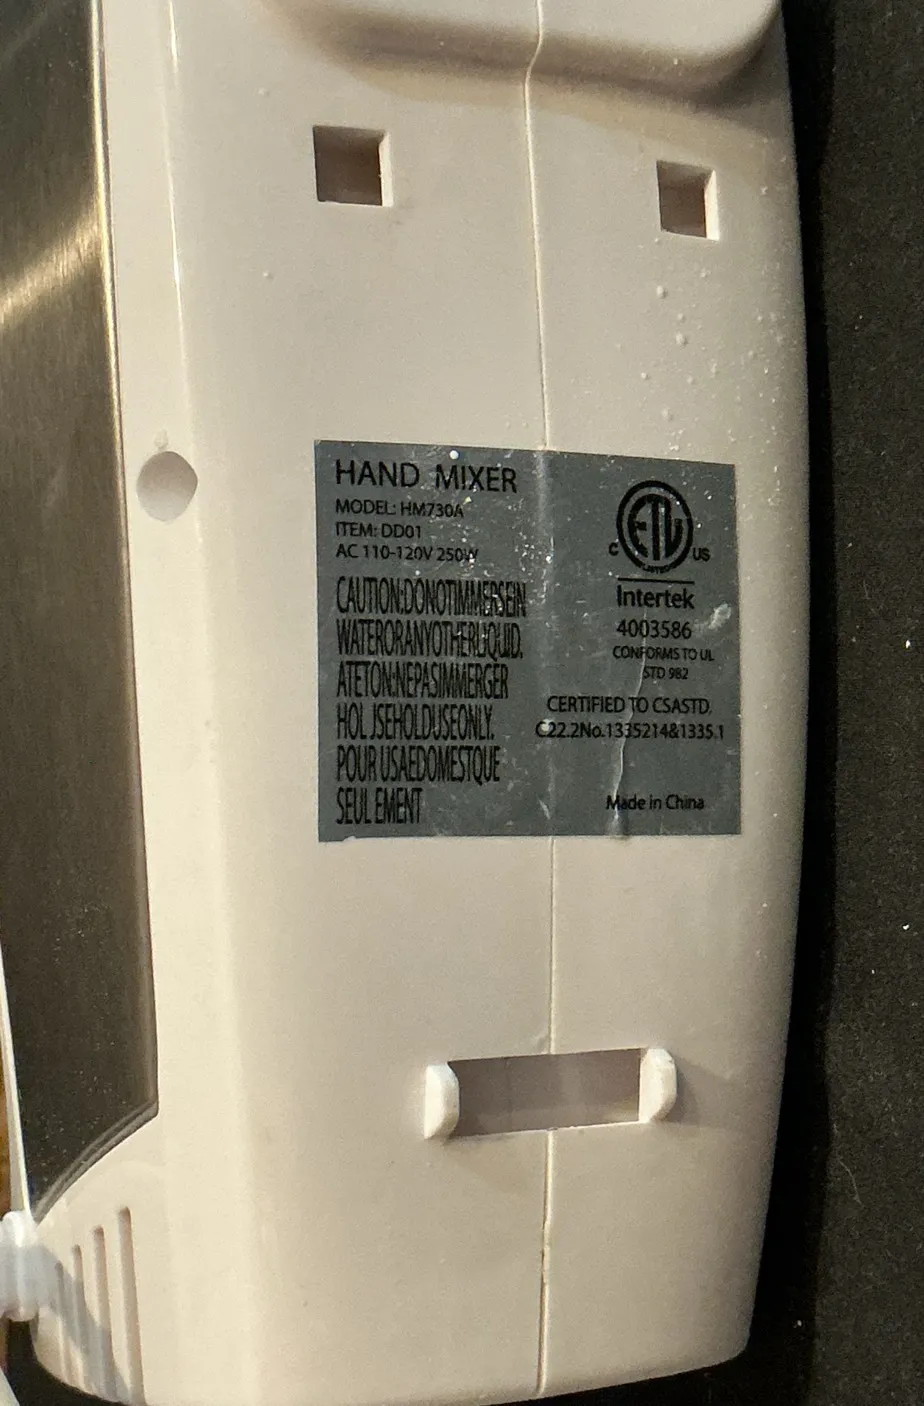 HAND MIXER
MODEL: HM730A
ITEM: DD01
AC 110-120V 250W
CAUTION:DONOTIMMERSEIN
WATERORANYOTHERLIQUID.
ATETON:NEPASIMMERGER
HOL JSEHOLDUSEONLY.
POUR USAEDOMESTQUE
SEUL EMENT
ETL
C US
LISTED
Intertek
4003586
CONFORMS TO UL
STD 982
CERTIFIED TO CSASTD.
C22.2No.1335214&1335.1
Made in China